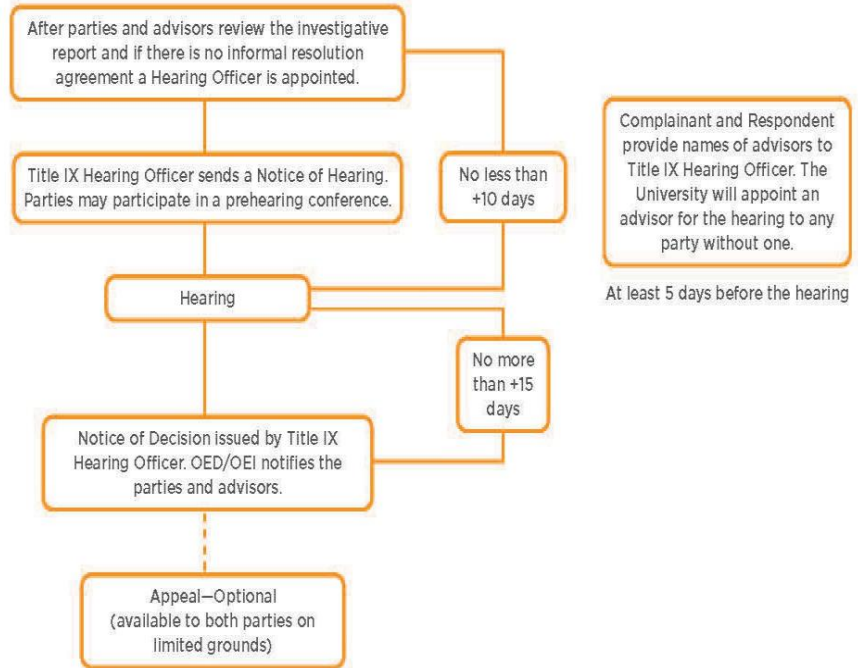 After parties and advisors review the investigative
report and if there is no informal resolution
agreement a Hearing Officer is appointed.
Title IX Hearing Officer sends a Notice of Hearing.
Parties may participate in a prehearing conference.
No less than
+10 days
Complainant and Respondent
provide names of advisors to
Title IX Hearing Officer. The
University will appoint an
advisor for the hearing to any
party without one.
At least 5 days before the hearing
Hearing
No more
than +15
days
Notice of Decision issued by Title IX
Hearing Officer. OED/OEI notifies the
parties and advisors.
Appeal—Optional
(available to both parties on
limited grounds)